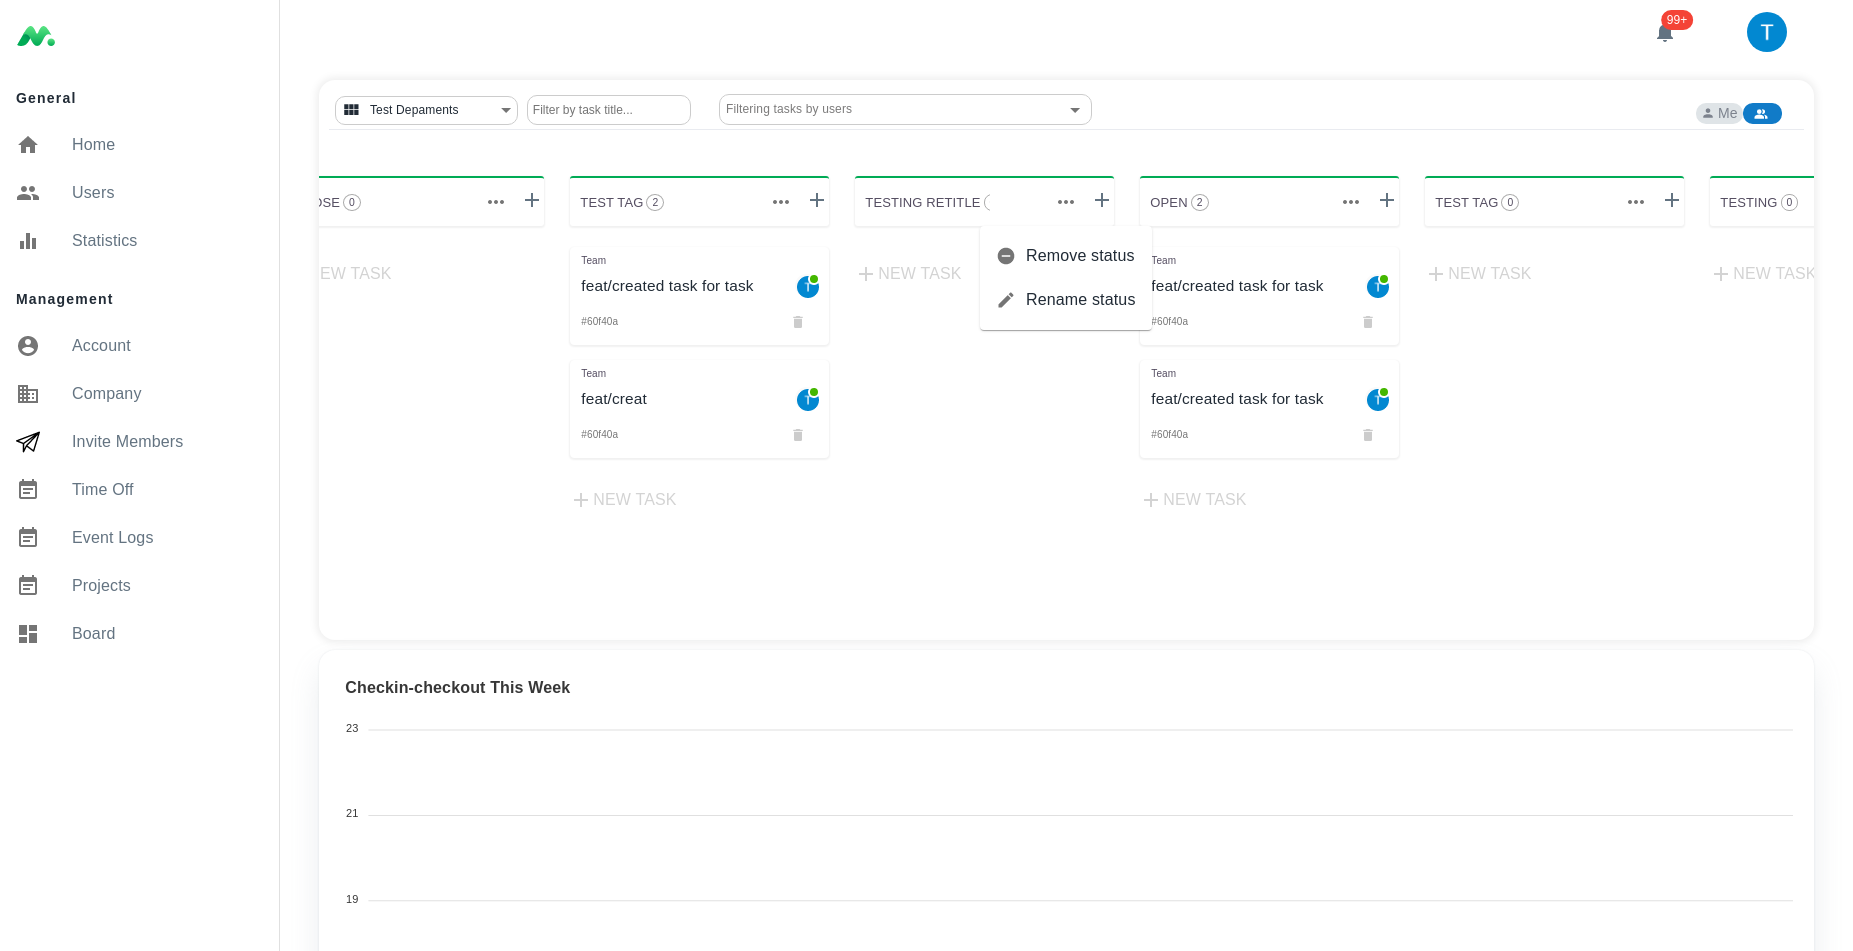 99+
T
General
Home
Users
Statistics
Management
Account
Company
Invite Members
Time Off
Event Logs
Projects
Board
Test Depaments
Filter by task title...
Filtering tasks by users
Me
OSE 0
TEST TAG 2
TESTING RETITLE
OPEN 2
TEST TAG 0
TESTING 0
EW TASK
Team
feat/created task for task
T
#60f40a
Team
feat/creat
T
#60f40a
NEW TASK
NEW TASK
Remove status
Rename status
Team
feat/created task for task
T
#60f40a
Team
feat/created task for task
T
#60f40a
NEW TASK
NEW TASK
NEW TASK
Checkin-checkout This Week
23
21
19